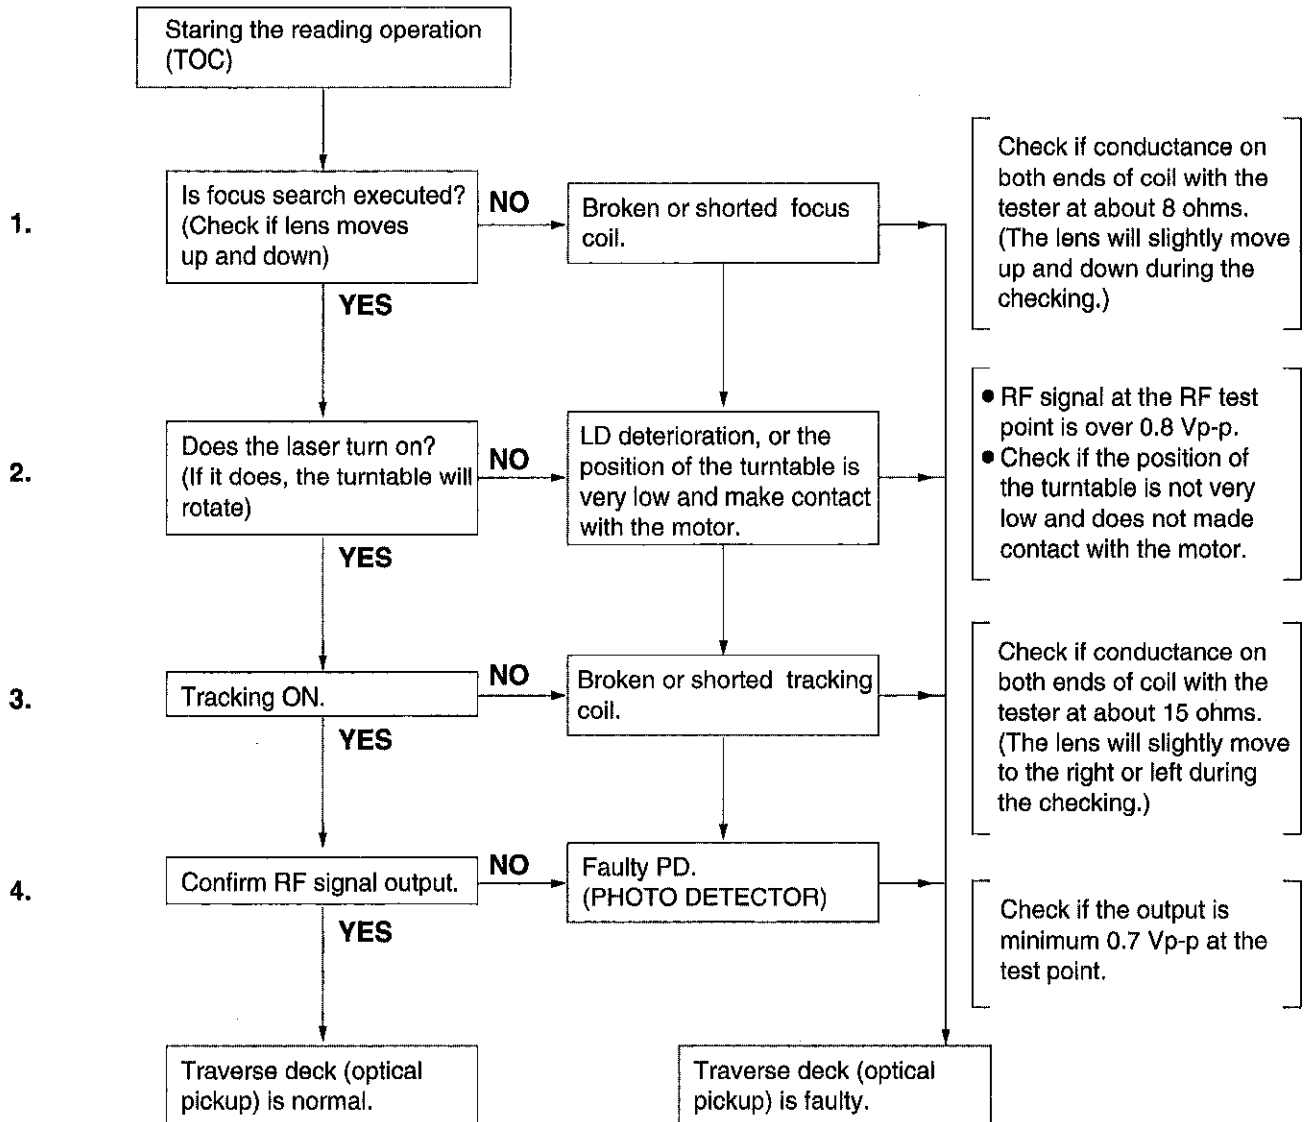 Staring the reading operation
(TOC)
1.
Is focus search executed?
(Check if lens moves
up and down)
NO
YES
Broken or shorted focus
coil.
Check if conductance on
both ends of coil with the
tester at about 8 ohms.
(The lens will slightly move
up and down during the
checking.)
2.
Does the laser turn on?
(If it does, the turntable will
rotate)
NO
YES
LD deterioration, or the
position of the turntable is
very low and make contact
with the motor.
● RF signal at the RF test
point is over 0.8 Vp-p.
● Check if the position of
the turntable is not very
low and does not made
contact with the motor.
3.
Tracking ON.
NO
YES
Broken or shorted tracking
coil.
Check if conductance on
both ends of coil with the
tester at about 15 ohms.
(The lens will slightly move
to the right or left during
the checking.)
4.
Confirm RF signal output.
NO
YES
Faulty PD.
(PHOTO DETECTOR)
Check if the output is
minimum 0.7 Vp-p at the
test point.
Traverse deck (optical
pickup) is normal.
Traverse deck (optical
pickup) is faulty.